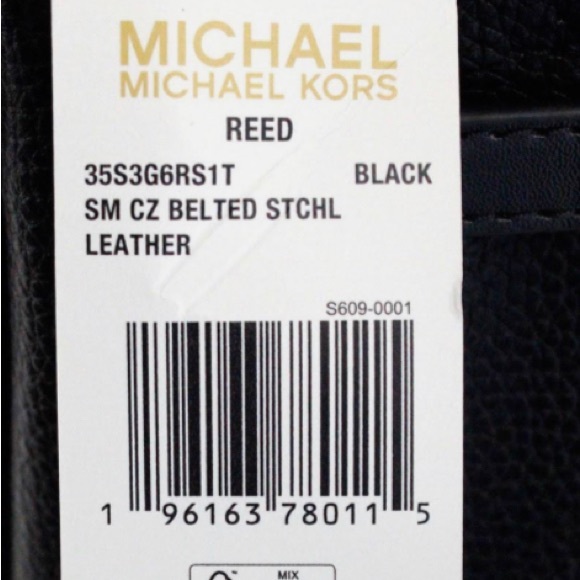 MICHAEL
MICHAEL KORS
REED
35S3G6RS1T BLACK
SM CZ BELTED STCHL
LEATHER
S609-0001
1 96163 78011 5
MIX